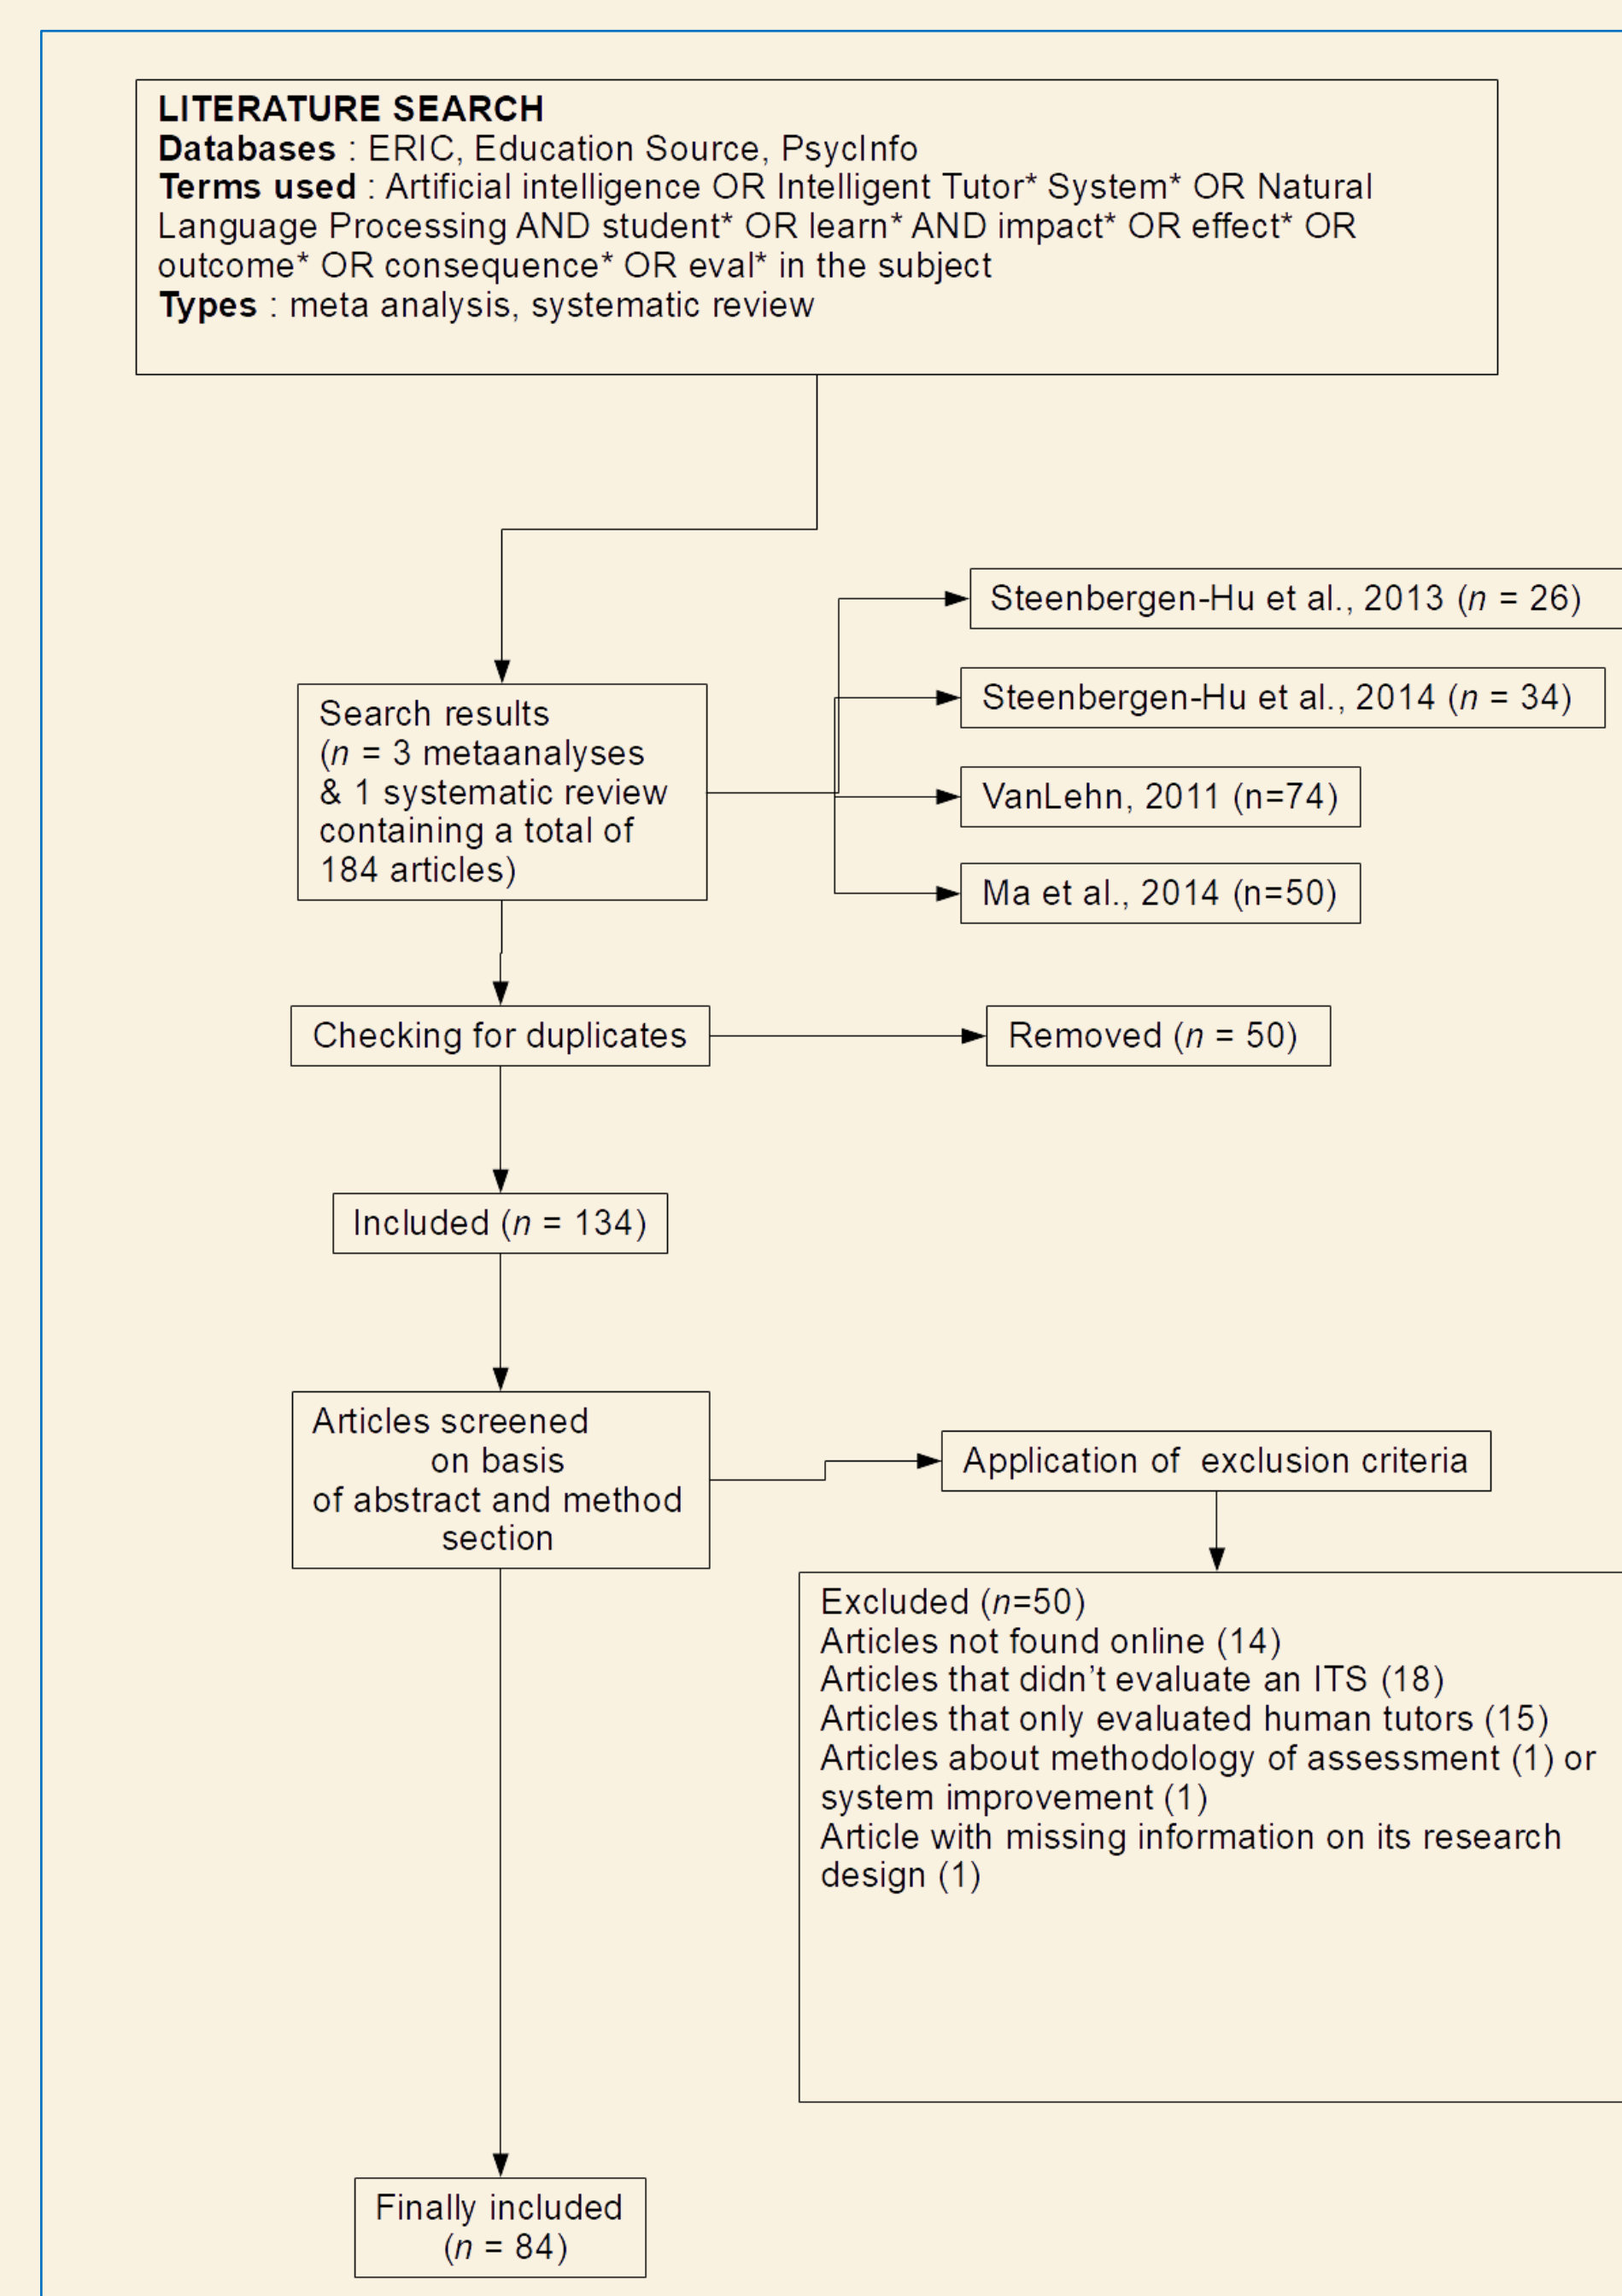 LITERATURE SEARCH
Databases : ERIC, Education Source, PsycInfo
Terms used : Artificial intelligence OR Intelligent Tutor* System* OR Natural
Language Processing AND student* OR learn* AND impact* OR effect* OR
outcome* OR consequence* OR eval* in the subject
Types : meta analysis, systematic review
Steenbergen-Hu et al., 2013 (n = 26)
Steenbergen-Hu et al., 2014 (n = 34)
VanLehn, 2011 (n=74)
Ma et al., 2014 (n=50)
Search results
(n = 3 metaanalyses
& 1 systematic review
containing a total of
184 articles)
Checking for duplicates
Removed (n = 50)
Included (n = 134)
Articles screened
on basis
of abstract and method
section
Application of  exclusion criteria
Excluded (n=50)
Articles not found online (14)
Articles that didn’t evaluate an ITS (18)
Articles that only evaluated human tutors (15)
Articles about methodology of assessment (1) or
system improvement (1)
Article with missing information on its research
design (1)
Finally included
(n = 84)